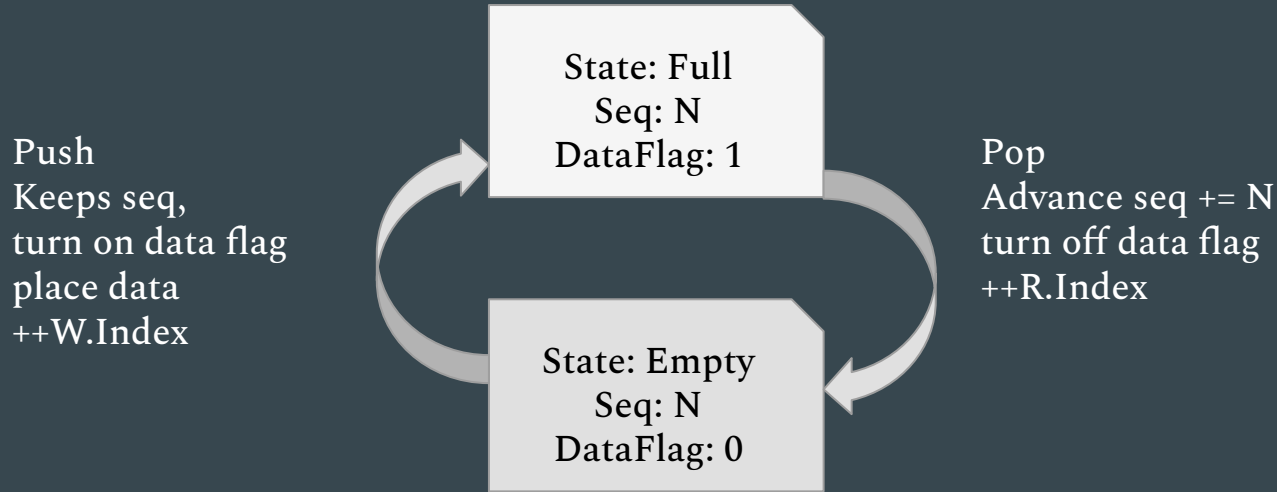 State: Full
Seq: N
DataFlag: 1
Push
Keeps seq,
turn on data flag
place data
++W.Index
Pop
Advance seq += N
turn off data flag
++R.Index
State: Empty
Seq: N
DataFlag: 0